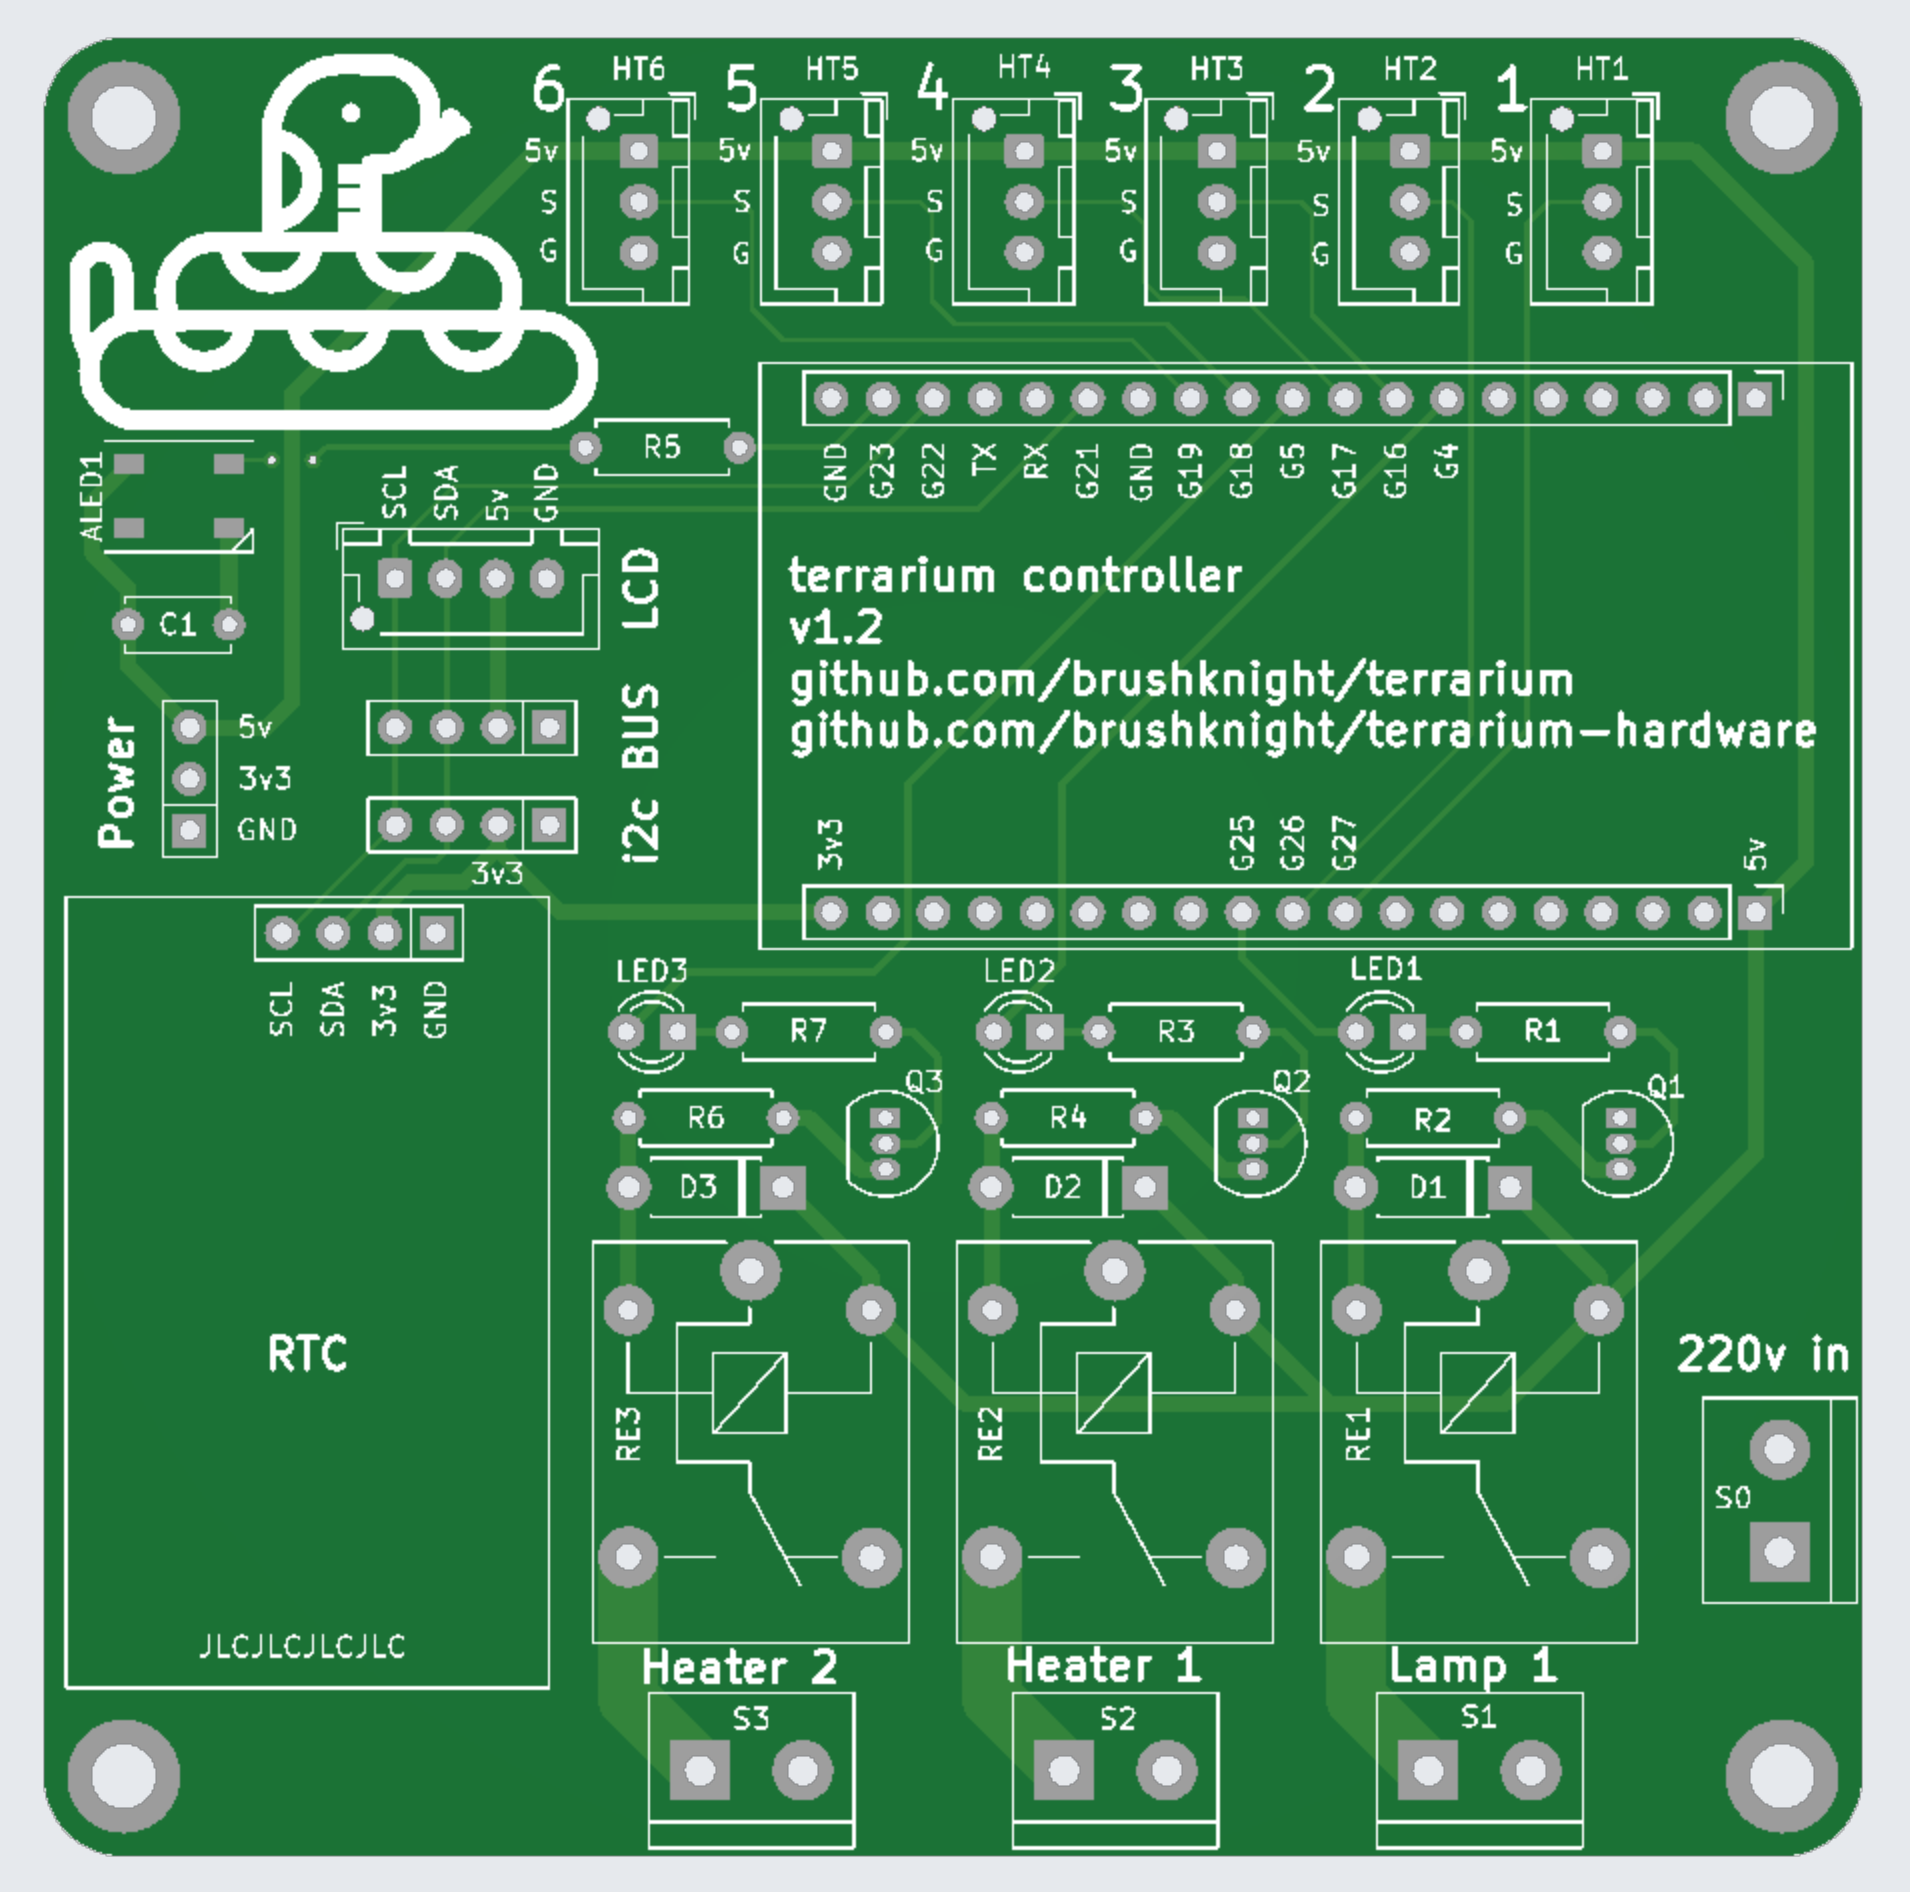 6 HT6 5 HT5 4 HT4 3 HT3 2 HT2 1 HT1
5v 5v 5v 5v 5v 5v
S S S S S S
G G G G G G
R5
GND G23 G22 TX RX G21 GND G19 G18 G5 G17 G16 G4
ALED1
SCL SDA 5v GND
LCD
C1
terrarium controller
v1.2
github.com/brushknight/terrarium
github.com/brushknight/terrarium-hardware
Power
5v
3v3
GND
i2c BUS
3v3
3v3 G25 G26 G27 5v
SCL SDA 3v3 GND
LED3 LED2 LED1
R7 R3 R1
Q3 Q2 Q1
R6 R4 R2
D3 D2 D1
RTC
RE3 RE2 RE1
220v in
S0
JLCJLCJLCJLC
Heater 2 Heater 1 Lamp 1
S3 S2 S1